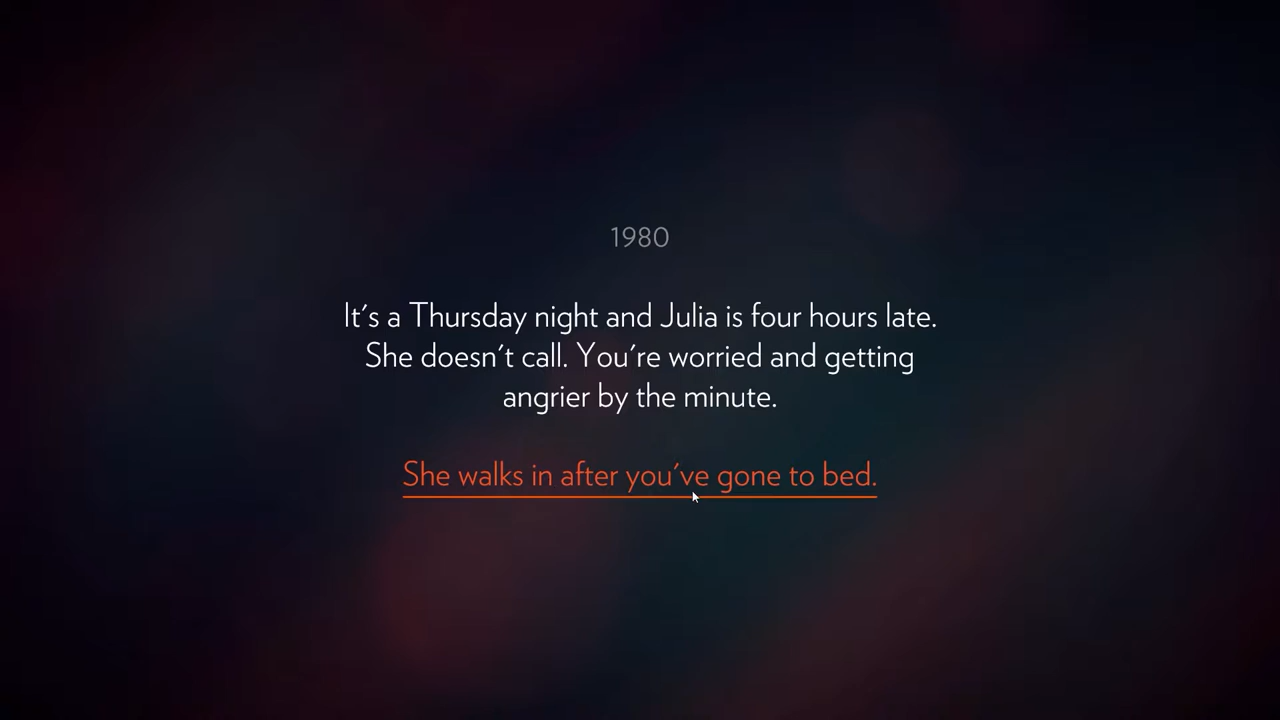 1980
It's a Thursday night and Julia is four hours late.
She doesn't call. You're worried and getting
angrier by the minute.
She walks in after you've gone to bed.